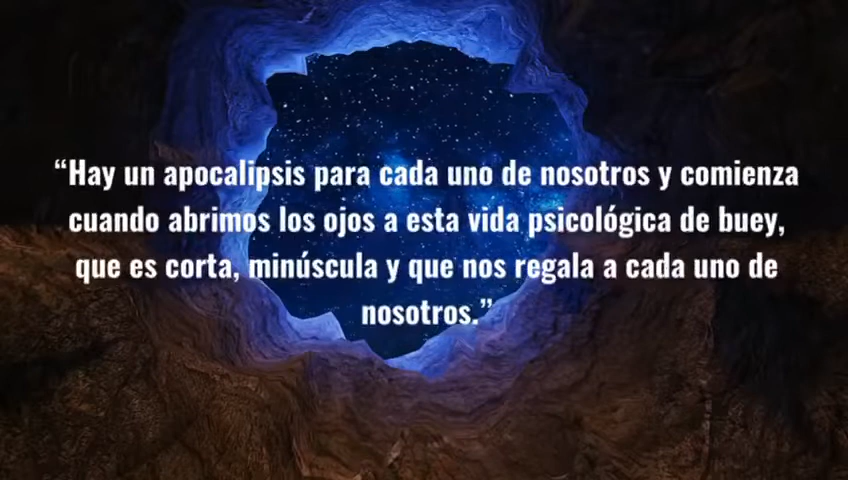 “Hay un apocalipsis para cada uno de nosotros y comienza
cuando abrimos los ojos a esta vida psicológica de buey,
que es corta, minúscula y que nos regala a cada uno de
nosotros.”